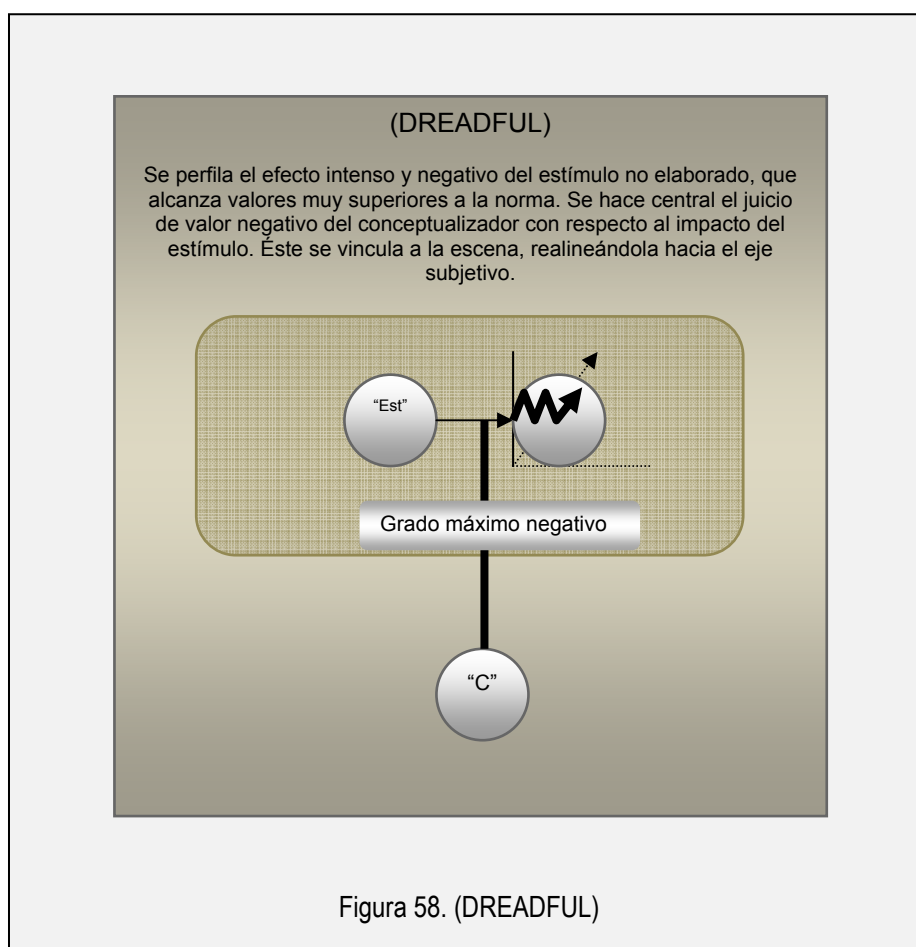 (DREADFUL)
Se perfila el efecto intenso y negativo del estímulo no elaborado, que
alcanza valores muy superiores a la norma. Se hace central el juicio
de valor negativo del conceptualizador con respecto al impacto del
estímulo. Éste se vincula a la escena, realineándola hacia el eje
subjetivo.
“Est”
Grado máximo negativo
“C”
Figura 58. (DREADFUL)